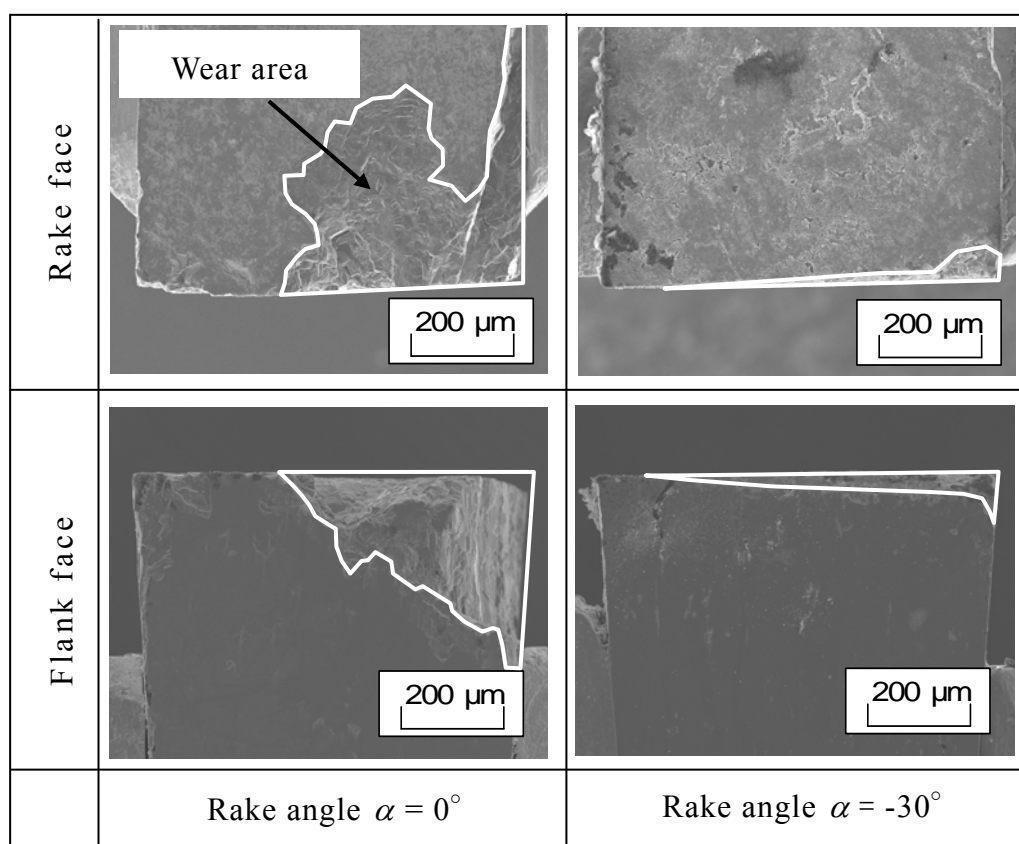 Rake face
Wear area
200 µm
200 µm
Flank face
200 µm
200 µm
Rake angle α = 0°
Rake angle α = -30°